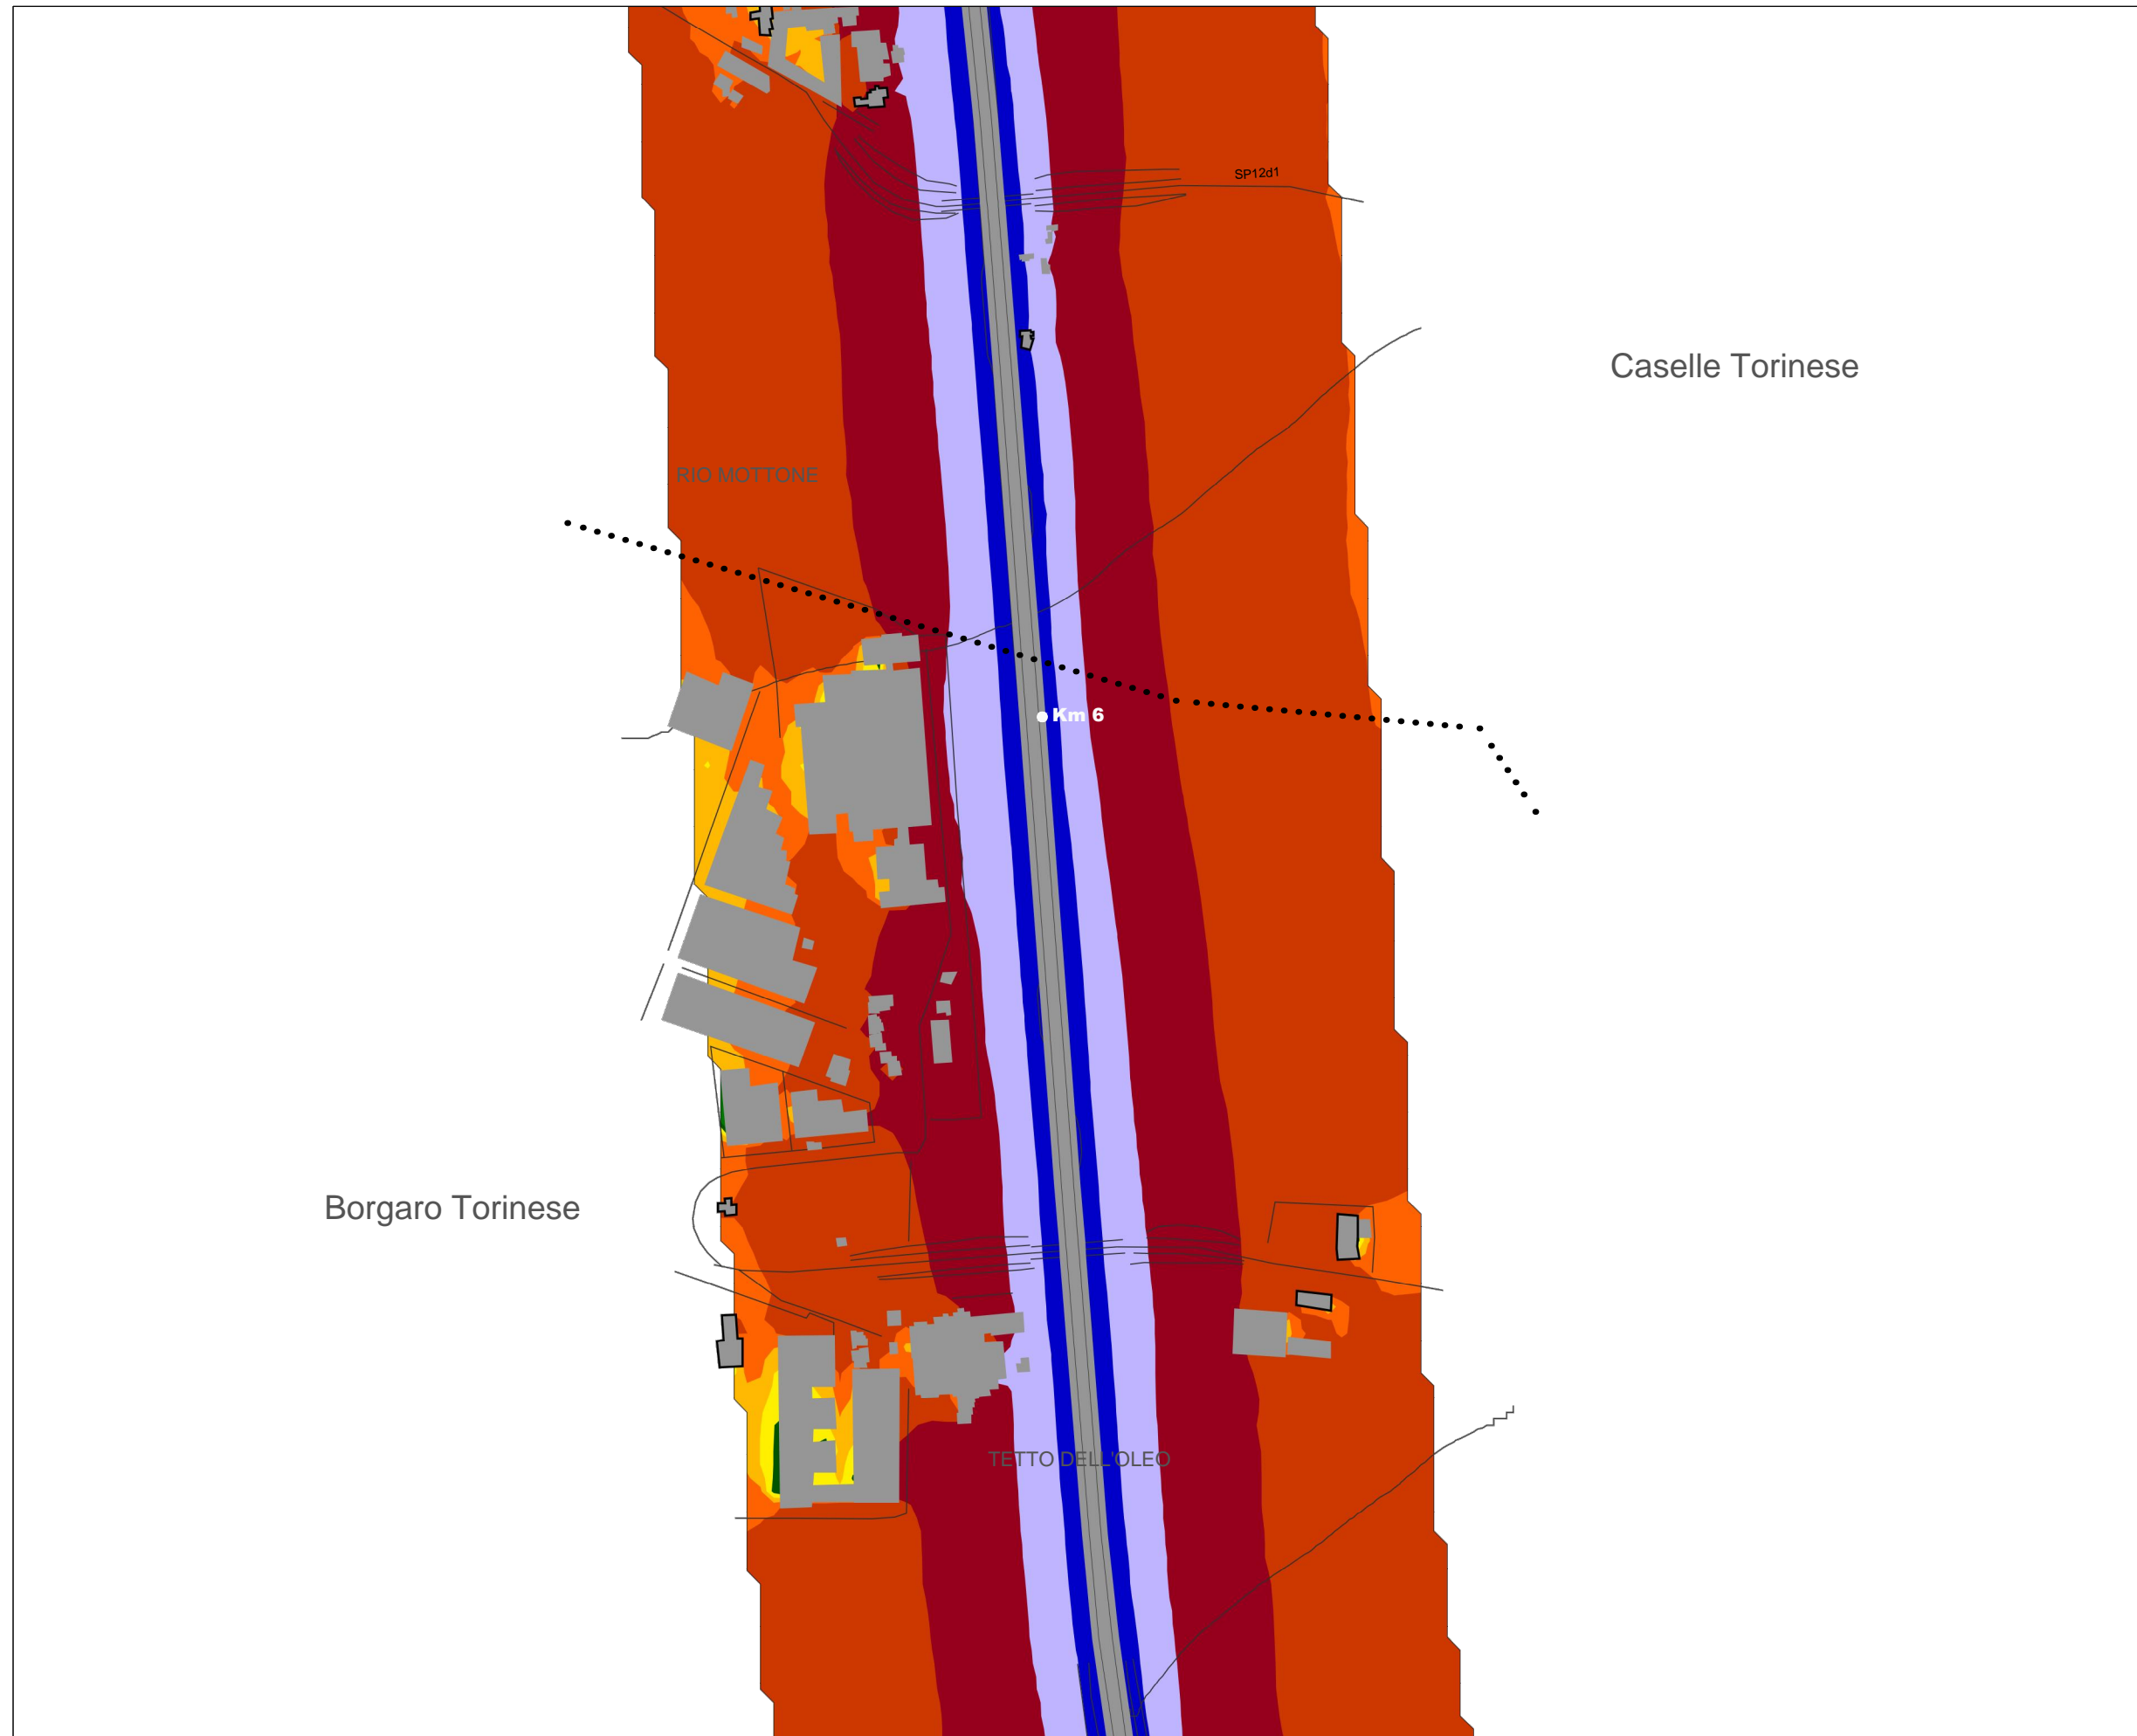 SP12d1
Caselle Torinese
RIO MOTTONE
Km 6
Borgaro Torinese
TETTO DELL'OLEO